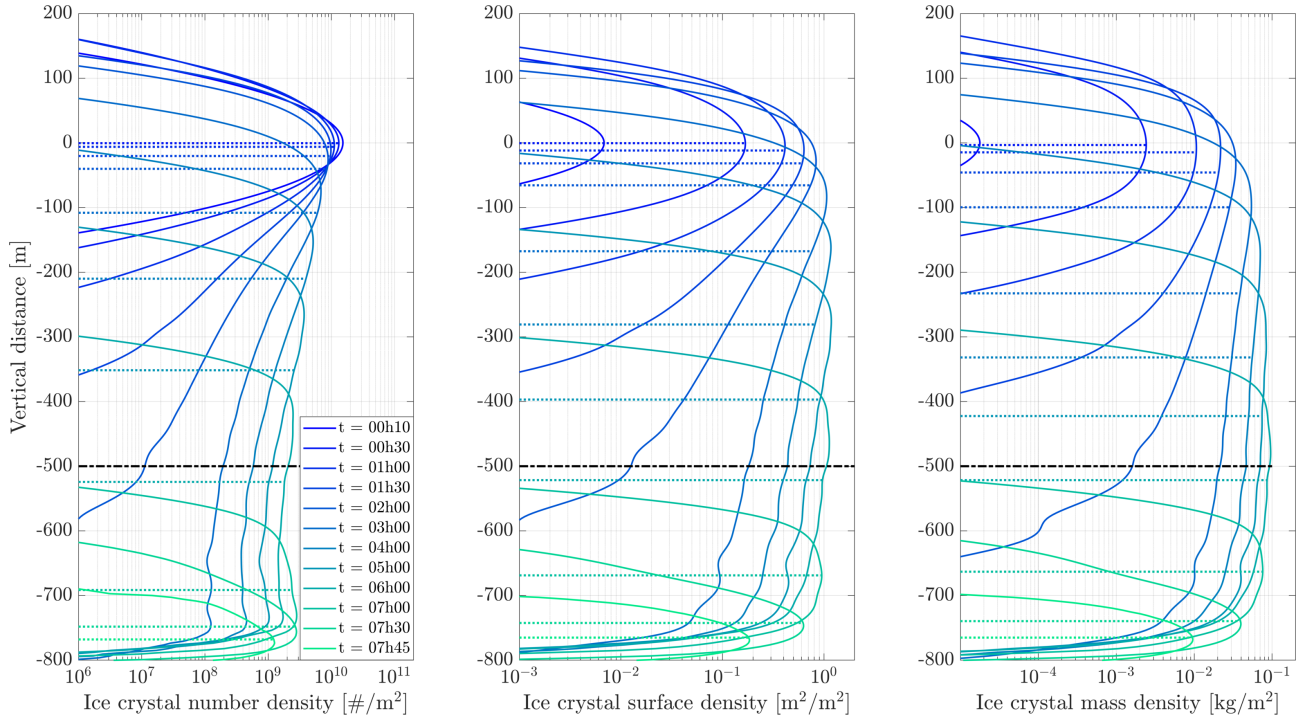 Vertical distance [m]
200
100
0
-100
-200
-300
-400
-500
-600
-700
-800
10^6 10^7 10^8 10^9 10^10 10^11
Ice crystal number density [#/m^2]
t = 00h10
t = 00h30
t = 01h00
t = 01h30
t = 02h00
t = 03h00
t = 04h00
t = 05h00
t = 06h00
t = 07h00
t = 07h30
t = 07h45
200
100
0
-100
-200
-300
-400
-500
-600
-700
-800
10^-3 10^-2 10^-1 10^0
Ice crystal surface density [m^2/m^2]
200
100
0
-100
-200
-300
-400
-500
-600
-700
-800
10^-4 10^-3 10^-2 10^-1
Ice crystal mass density [kg/m^2]